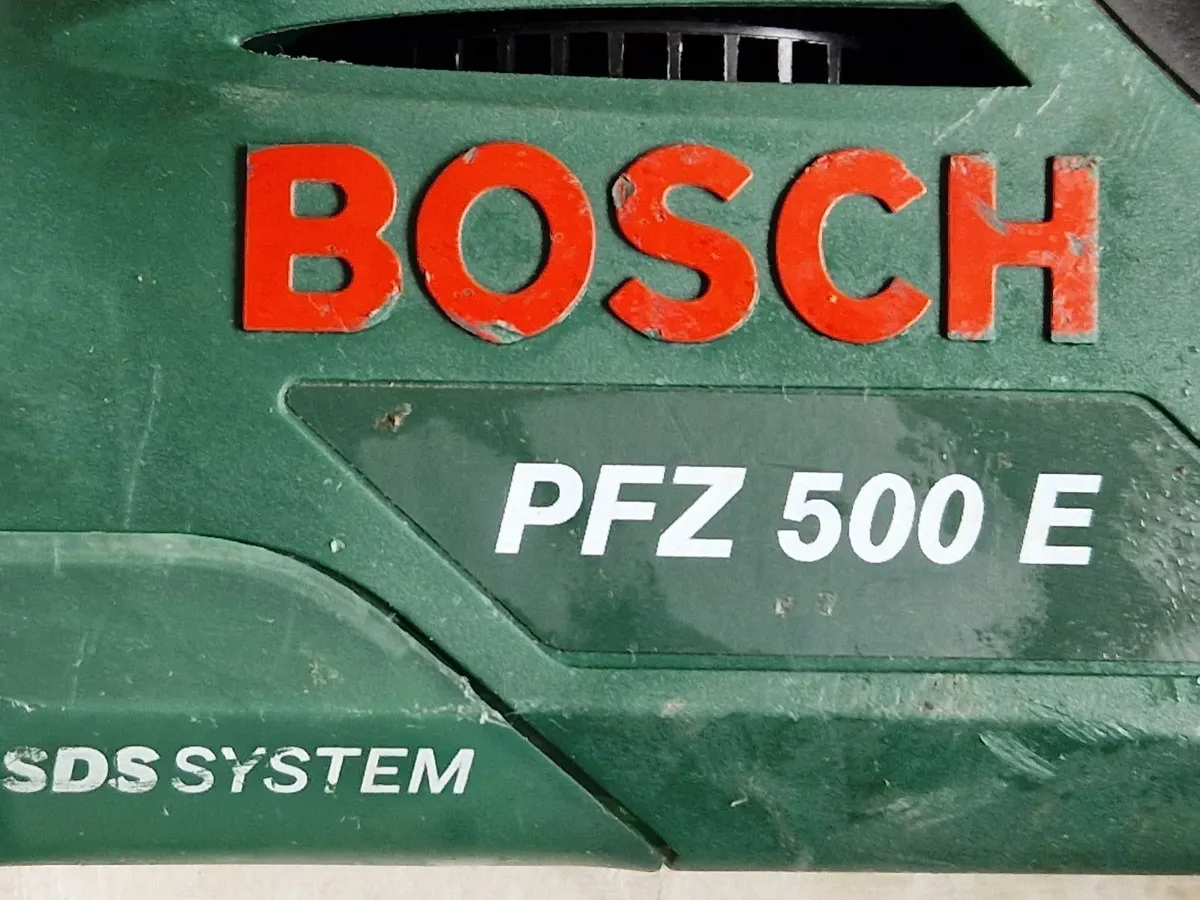 BOSCH
PFZ 500 E
SDS SYSTEM